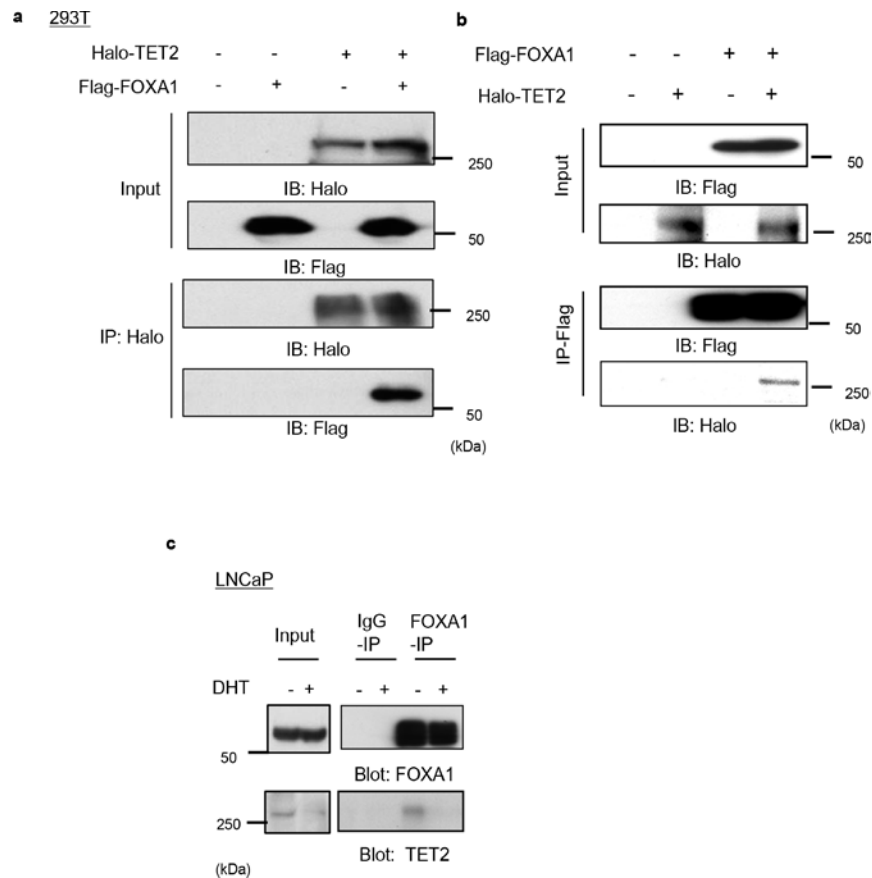 a 293T
Halo-TET2 - - + +
Flag-FOXA1 - + - +
Input
250
IB: Halo
50
IB: Flag
IP: Halo
250
IB: Halo
50
IB: Flag
(kDa)
b
Flag-FOXA1 - - + +
Halo-TET2 - + - +
Input
50
IB: Flag
250
IB: Halo
IP-Flag
50
IB: Flag
250
IB: Halo
(kDa)
c
LNCaP
Input
IgG
-IP
FOXA1
-IP
DHT - + - + - +
50
Blot: FOXA1
250
Blot: TET2
(kDa)